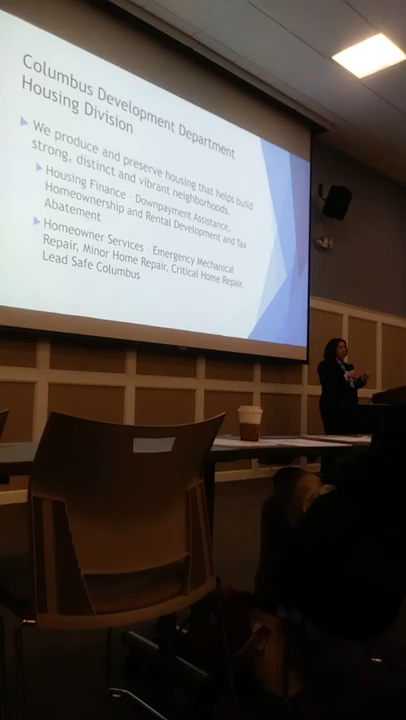 Columbus Development Department
Housing Division
We produce and preserve housing that helps build
strong, distinct and vibrant neighborhoods.
Housing Finance - Downpayment Assistance,
Homeownership and Rental Development and Tax
Abatement
Homeowner Services - Emergency Mechanical
Repair, Minor Home Repair, Critical Home Repair,
Lead Safe Columbus